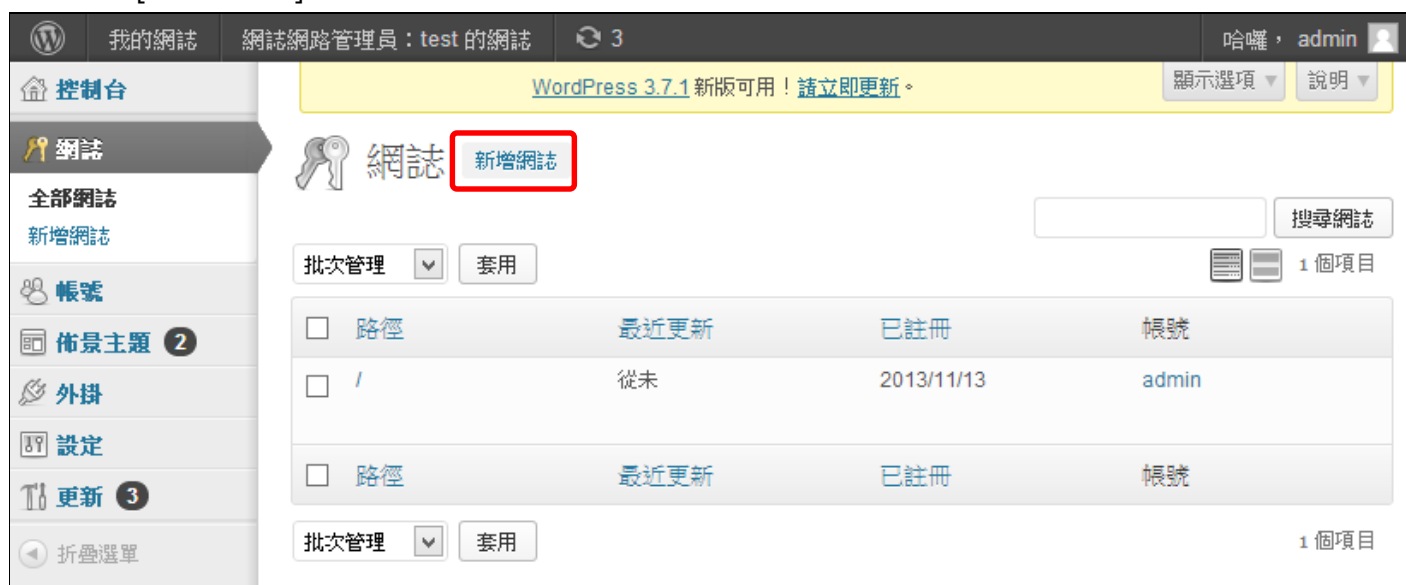 我的網誌 網誌網路管理員：test 的網誌 3 哈囉， admin
控制台
WordPress 3.7.1 新版可用！請立即更新。
顯示選項 說明
網誌
網誌 新增網誌
全部網誌
新增網誌
搜尋網誌
批次管理 套用
1 個項目
帳號
佈景主題 2
外掛
設定
更新 3
折疊選單
路徑 最近更新 已註冊 帳號
/ 從未 2013/11/13 admin
路徑 最近更新 已註冊 帳號
批次管理 套用
1 個項目